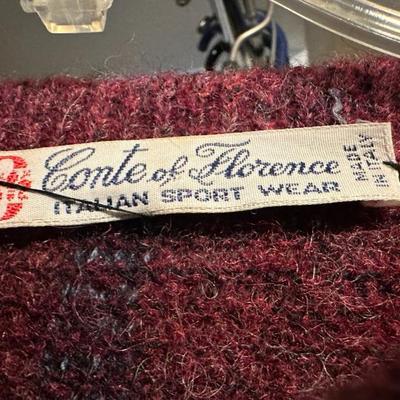 Conte of Florence
ITALIAN SPORT WEAR
MADE
IN ITALY